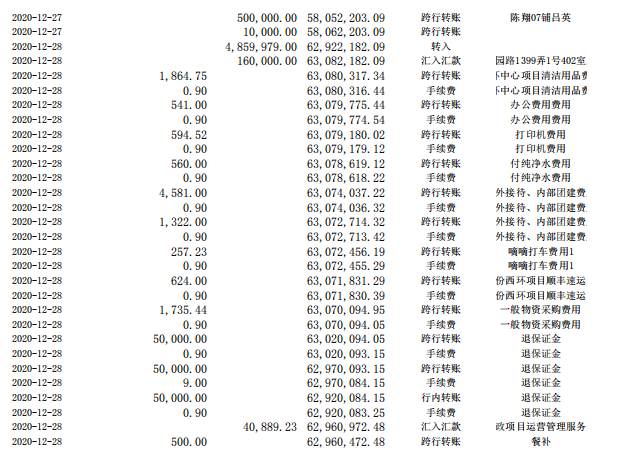 2020-12-27 500,000.00 58,052,203.09 跨行转账 陈翔07铺吕英
2020-12-27 10,000.00 58,062,203.09 跨行转账
2020-12-28 4,859,979.00 62,922,182.09 转入
2020-12-28 160,000.00 63,082,182.09 汇入汇款 园路1399弄1号402室
2020-12-28 1,864.75 63,080,317.34 跨行转账 环中心项目清洁用品费
2020-12-28 0.90 63,080,316.44 手续费 环中心项目清洁用品费
2020-12-28 541.00 63,079,775.44 跨行转账 办公费用费用
2020-12-28 0.90 63,079,774.54 手续费 办公费用费用
2020-12-28 594.52 63,079,180.02 跨行转账 打印机费用
2020-12-28 0.90 63,079,179.12 手续费 打印机费用
2020-12-28 560.00 63,078,619.12 跨行转账 付纯净水费用
2020-12-28 0.90 63,078,618.22 手续费 付纯净水费用
2020-12-28 4,581.00 63,074,037.22 跨行转账 外接待、内部团建费
2020-12-28 0.90 63,074,036.32 手续费 外接待、内部团建费
2020-12-28 1,322.00 63,072,714.32 跨行转账 外接待、内部团建费
2020-12-28 0.90 63,072,713.42 手续费 外接待、内部团建费
2020-12-28 257.23 63,072,456.19 跨行转账 嘀嘀打车费用1
2020-12-28 0.90 63,072,455.29 手续费 嘀嘀打车费用1
2020-12-28 624.00 63,071,831.29 跨行转账 份西环项目顺丰速运
2020-12-28 0.90 63,071,830.39 手续费 份西环项目顺丰速运
2020-12-28 1,735.44 63,070,094.95 跨行转账 一般物资采购费用
2020-12-28 0.90 63,070,094.05 手续费 一般物资采购费用
2020-12-28 50,000.00 63,020,094.05 跨行转账 退保证金
2020-12-28 0.90 63,020,093.15 手续费 退保证金
2020-12-28 50,000.00 62,970,093.15 跨行转账 退保证金
2020-12-28 9.00 62,970,084.15 手续费 退保证金
2020-12-28 50,000.00 62,920,084.15 行内转账 退保证金
2020-12-28 0.90 62,920,083.25 手续费 退保证金
2020-12-28 40,889.23 62,960,972.48 汇入汇款 政项目运营管理服务
2020-12-28 500.00 62,960,472.48 跨行转账 餐补